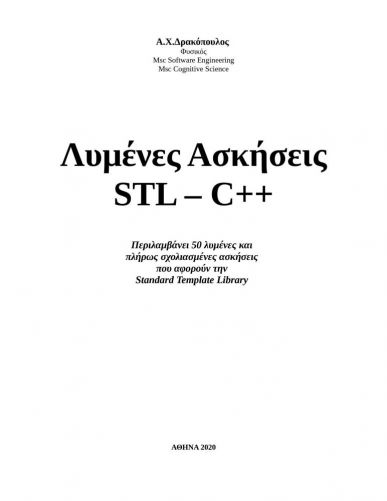 Α.Χ.Δρακόπουλος
Φυσικός
Msc Software Engineering
Msc Cognitive Science
Λυμένες Ασκήσεις
STL – C++
Περιλαμβάνει 50 λυμένες και
πλήρως σχολιασμένες ασκήσεις
που αφορούν την
Standard Template Library
ΑΘΗΝΑ 2020